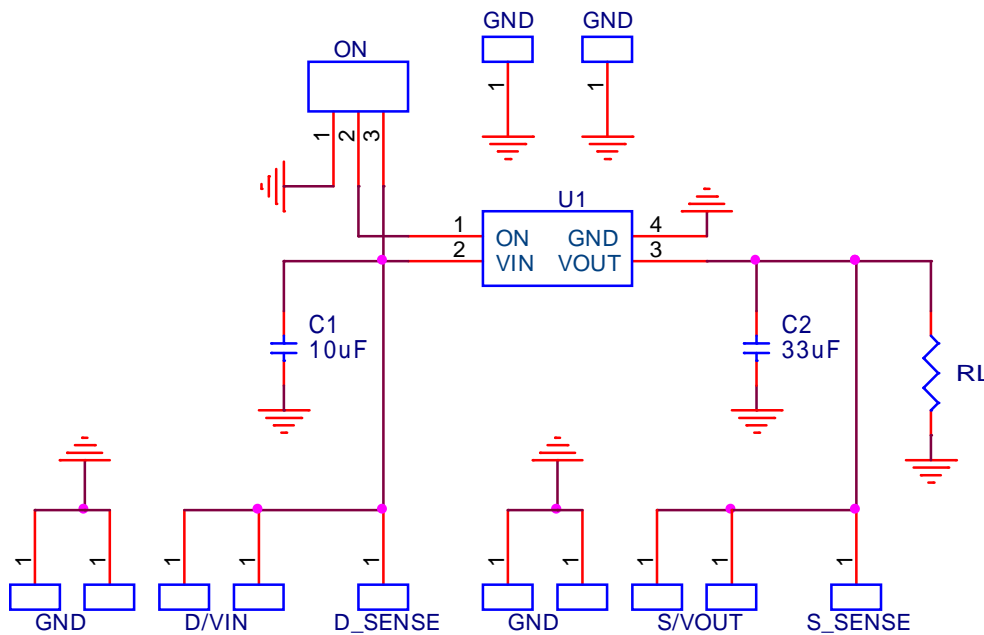 GND
GND
ON
1
1
1
2
3
U1
1
ON
GND
4
2
VIN
VOUT
3
C1
10uF
C2
33uF
RL
1
1
1
1
1
1
1
1
1
1
GND
D/VIN
D_SENSE
GND
S/VOUT
S_SENSE